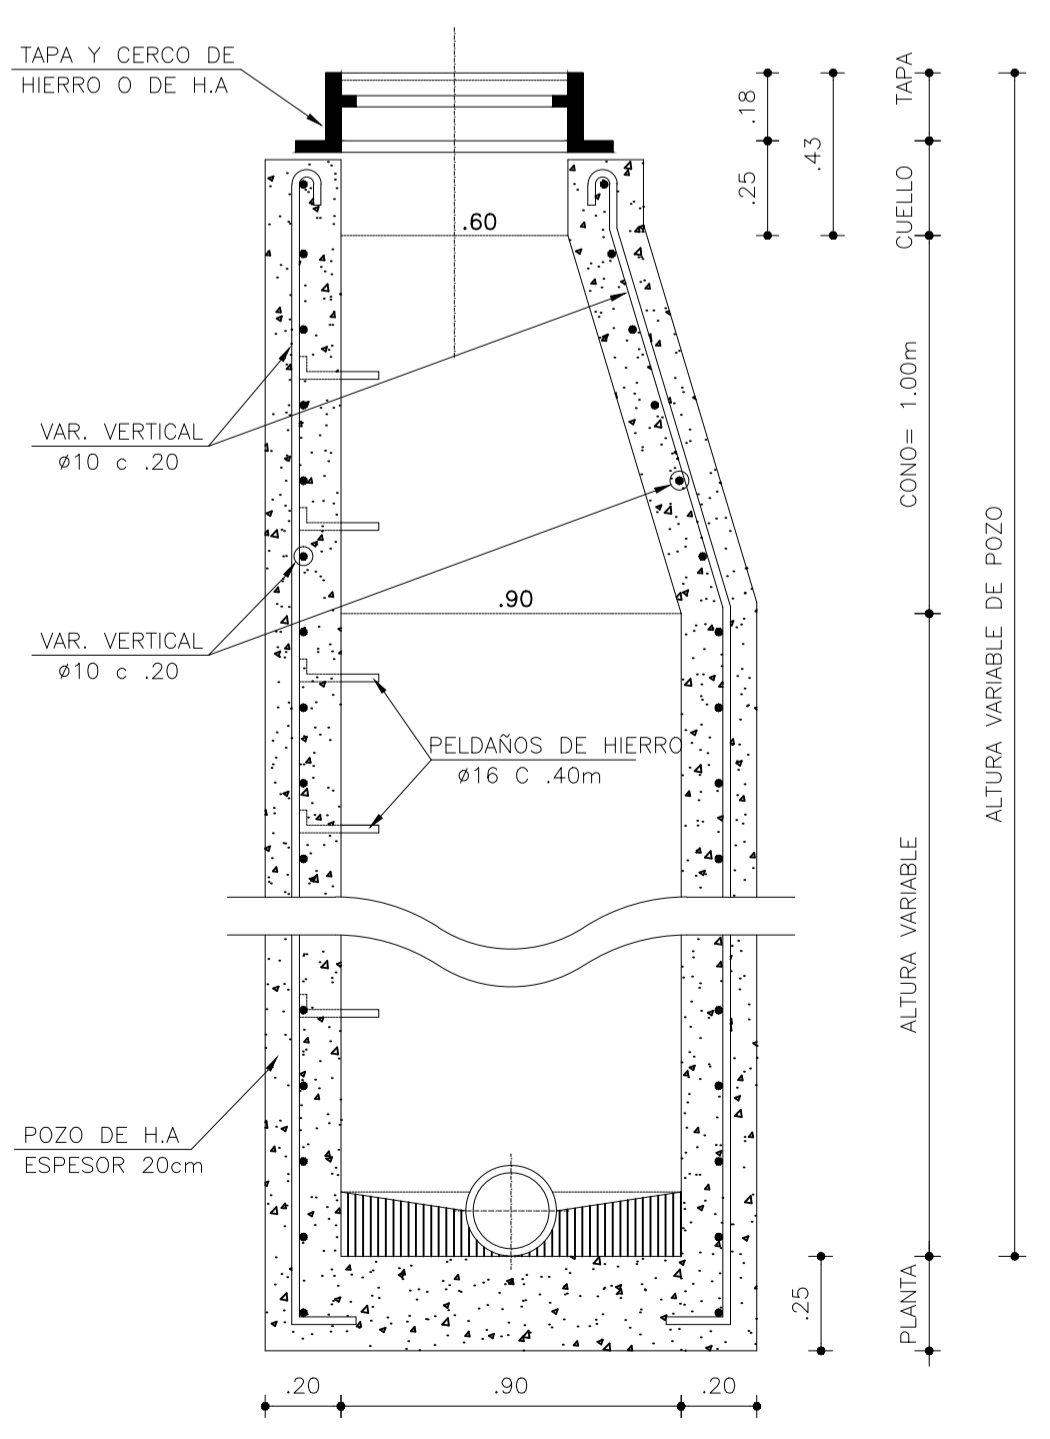 TAPA Y CERCO DE
HIERRO O DE H.A
.60
VAR. VERTICAL
ø10 c .20
.90
VAR. VERTICAL
ø10 c .20
PELDAÑOS DE HIERRO
ø16 C .40m
POZO DE H.A
ESPESOR 20cm
.20
.90
.20
.18
.25
.43
.25
TAPA
CUELLO
CONO= 1.00m
ALTURA VARIABLE
PLANTA
ALTURA VARIABLE DE POZO